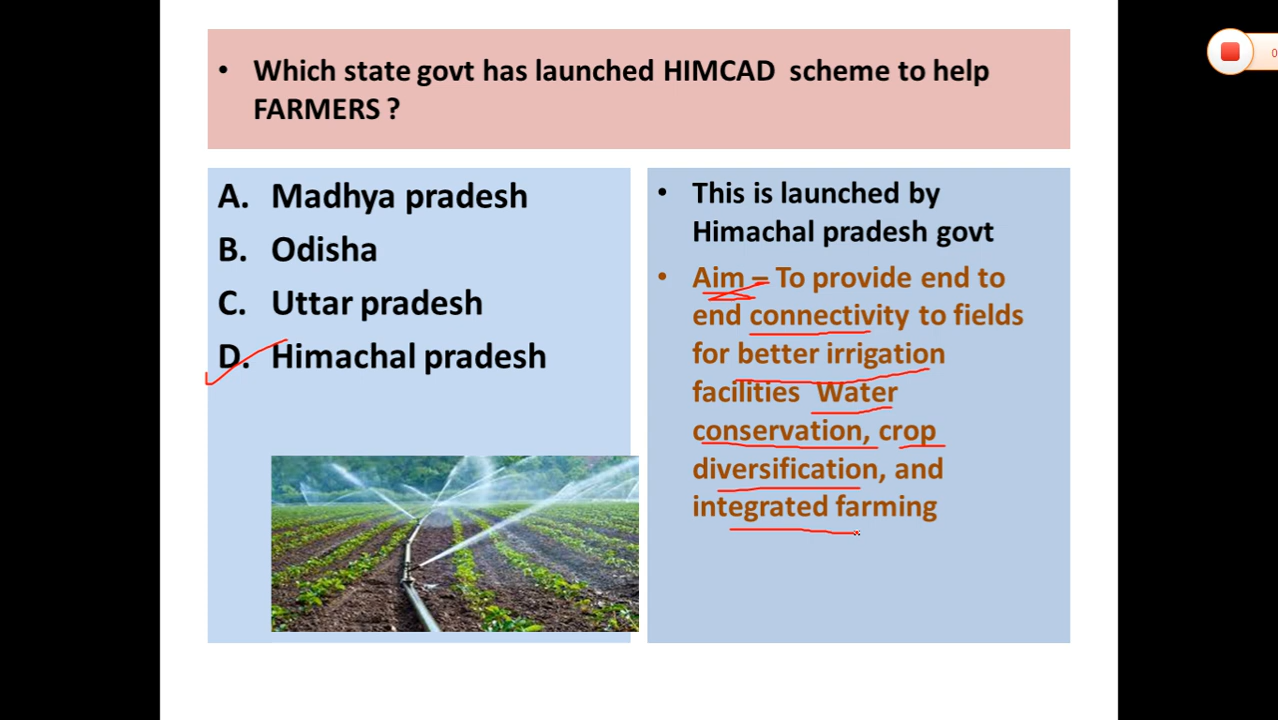 • Which state govt has launched HIMCAD scheme to help
FARMERS ?
A. Madhya pradesh
B. Odisha
C. Uttar pradesh
D. Himachal pradesh
• This is launched by
Himachal pradesh govt
• Aim – To provide end to
end connectivity to fields
for better irrigation
facilities Water
conservation, crop
diversification, and
integrated farming
0